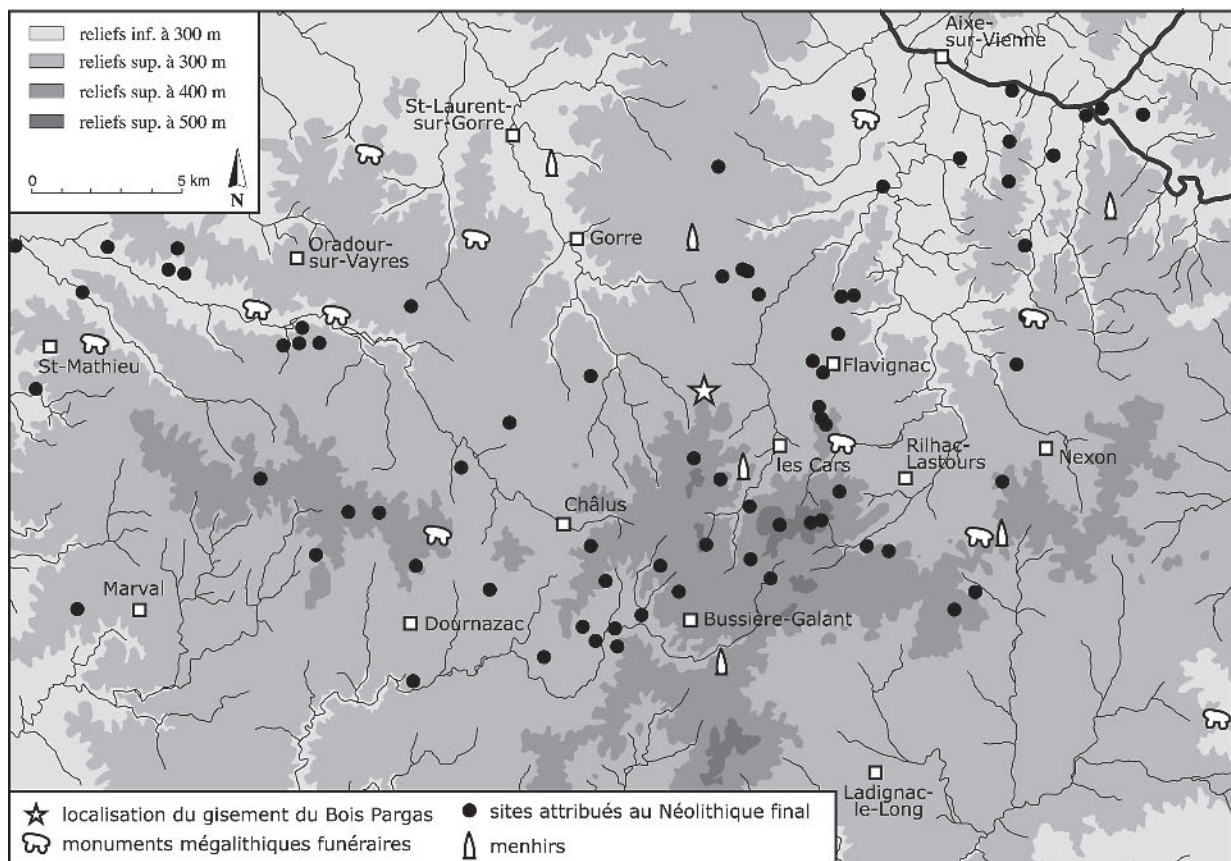 reliefs inf. à 300 m
reliefs sup. à 300 m
reliefs sup. à 400 m
reliefs sup. à 500 m
0
5 km
N
Aixe-
sur-Vienne
St-Laurent-
sur-Gorre
Gorre
Oradour-
sur-Vayres
St-Mathieu
Flavignac
les Cars
Rilhac-
Lastours
Nexon
Châlus
Marval
Dournazac
Bussière-Galant
Ladignac-
le-Long
localisation du gisement du Bois Pargas
sites attribués au Néolithique final
monuments mégalithiques funéraires
menhirs